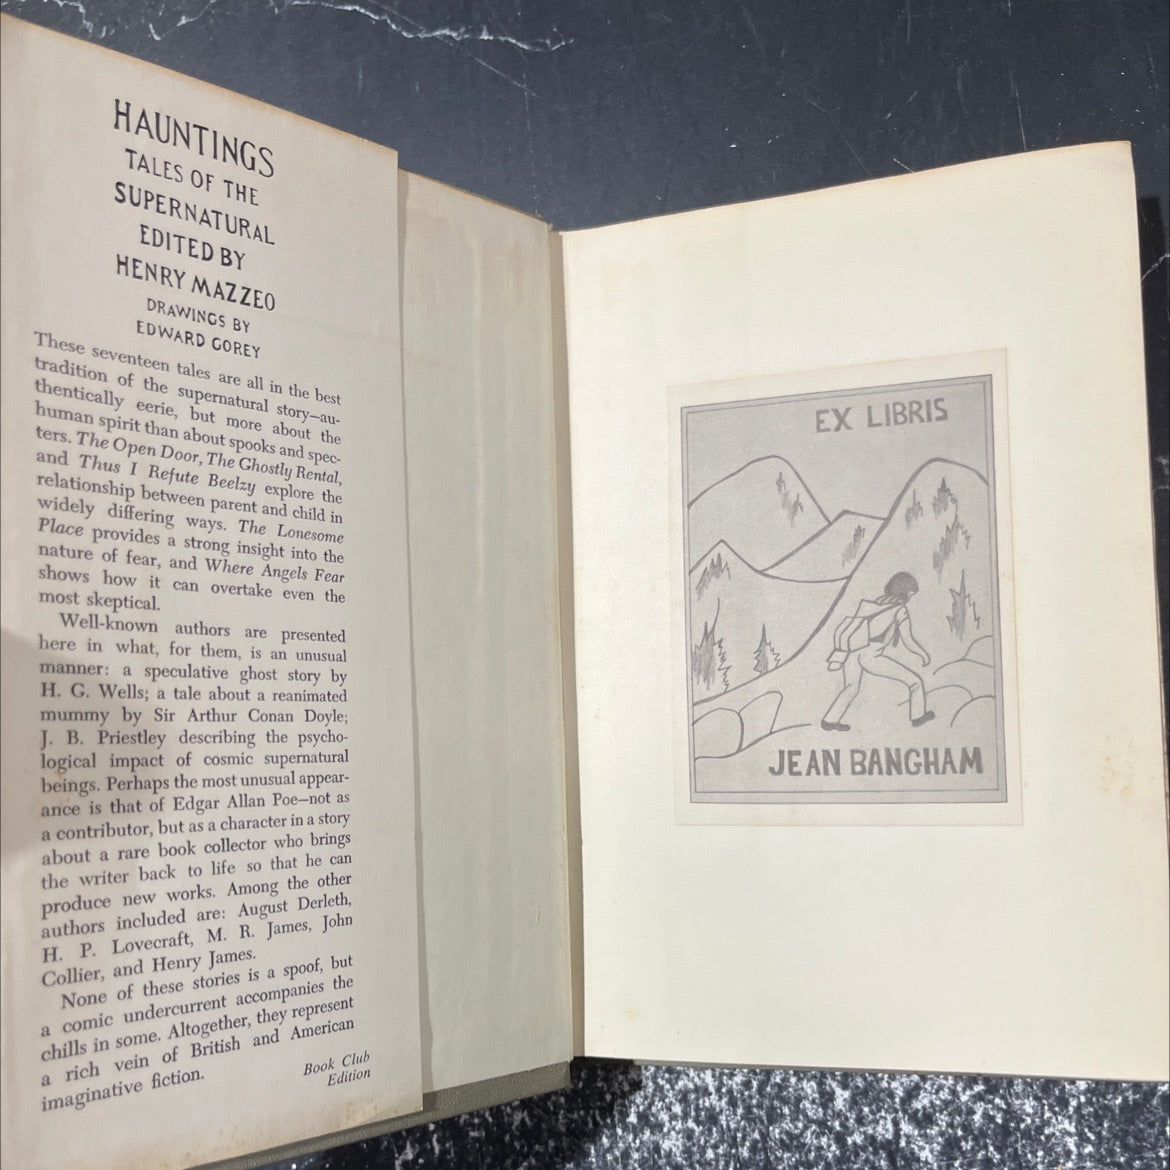 HAUNTINGS
TALES OF THE
SUPERNATURAL
EDITED BY
HENRY MAZZEO
DRAWINGS BY
EDWARD GOREY
These seventeen tales are all in the best
tradition of the supernatural story—au-
thentically eerie, but more about the
human spirit than about spooks and spec-
ters. The Open Door, The Ghostly Rental,
and Thus I Refute Beelzy explore the
relationship between parent and child in
widely differing ways. The Lonesome
Place provides a strong insight into the
nature of fear, and Where Angels Fear
shows how it can overtake even the
most skeptical.
Well-known authors are presented
here in what, for them, is an unusual
manner: a speculative ghost story by
H. G. Wells; a tale about a reanimated
mummy by Sir Arthur Conan Doyle;
J. B. Priestley describing the psycho-
logical impact of cosmic supernatural
beings. Perhaps the most unusual appear-
ance is that of Edgar Allan Poe—not as
a contributor, but as a character in a story
about a rare book collector who brings
the writer back to life so that he can
produce new works. Among the other
authors included are: August Derleth,
H. P. Lovecraft, M. R. James, John
Collier, and Henry James.
None of these stories is a spoof, but
a comic undercurrent accompanies the
chills in some. Altogether, they represent
a rich vein of British and American
imaginative fiction.
Book Club
Edition
EX LIBRIS
JEAN BANGHAM